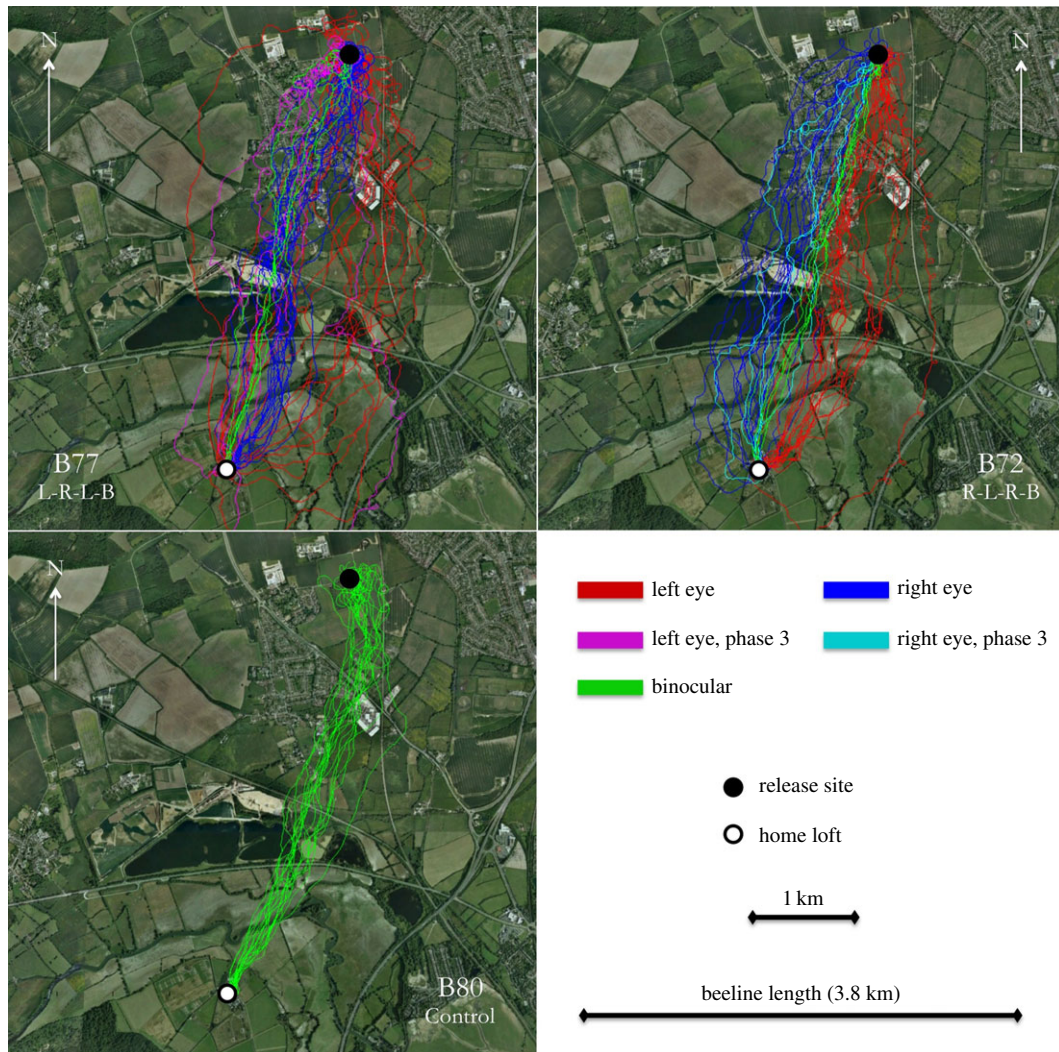 N
B77
L-R-L-B
N
B72
R-L-R-B
N
B80
Control
left eye
right eye
left eye, phase 3
right eye, phase 3
binocular
release site
home loft
1 km
beeline length (3.8 km)